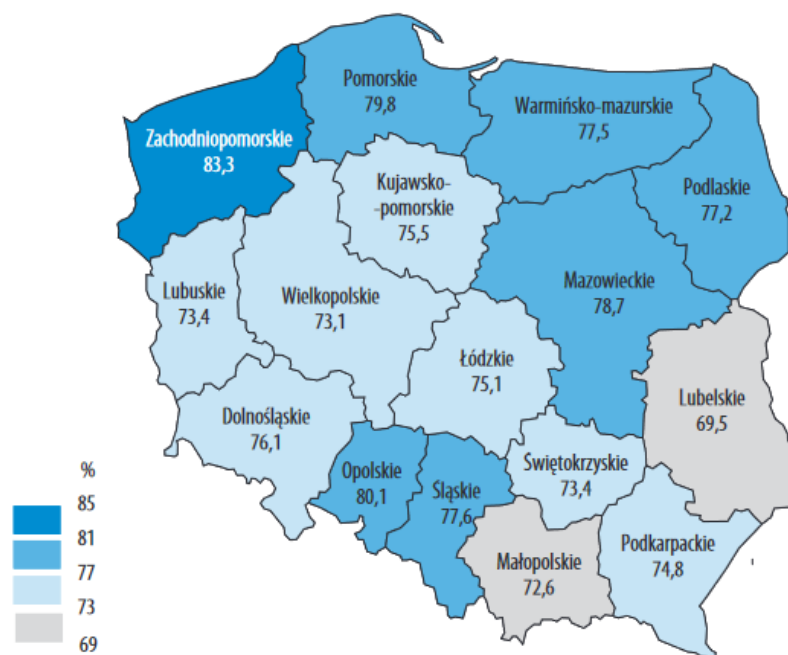 Pomorskie
79,8
Warmińsko-mazurskie
77,5
Zachodniopomorskie
83,3
Kujawsko-
-pomorskie
75,5
Podlaskie
77,2
Lubuskie
73,4
Wielkopolskie
73,1
Mazowieckie
78,7
Łódzkie
75,1
Lubelskie
69,5
Dolnośląskie
76,1
Opolskie
80,1
Śląskie
77,6
Świętokrzyskie
73,4
Małopolskie
72,6
Podkarpackie
74,8
%
85
81
77
73
69